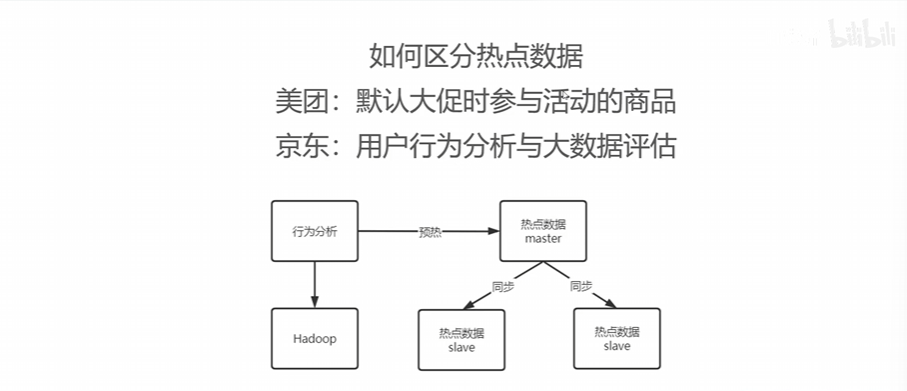 bilibili
如何区分热点数据
美团：默认大促时参与活动的商品
京东：用户行为分析与大数据评估
行为分析
预热
热点数据
master
同步
同步
Hadoop
热点数据
slave
热点数据
slave